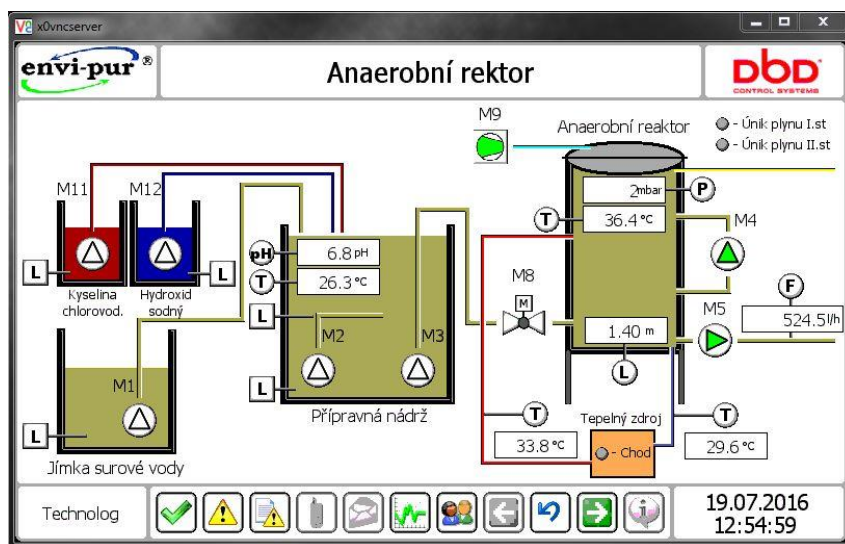 x0vncserver
envi-pur ®
Anaerobní rektor
DBD
CONTROL SYSTEMS
M9
Anaerobní reaktor
- Únik plynu I.st
- Únik plynu II.st
M11
M12
2mbar
P
T
36.4 °C
M4
pH
6.8 pH
L
L
T
26.3 °C
Kyselina
chlorovod.
Hydroxid
sodný
M8
M
F
L
M2
M3
M5
524.5l/h
1.40 m
M1
L
L
L
Přípravná nádrž
T
Tepelný zdroj
T
33.8 °C
- Chod
29.6 °C
Jímka surové vody
Technolog
19.07.2016
12:54:59